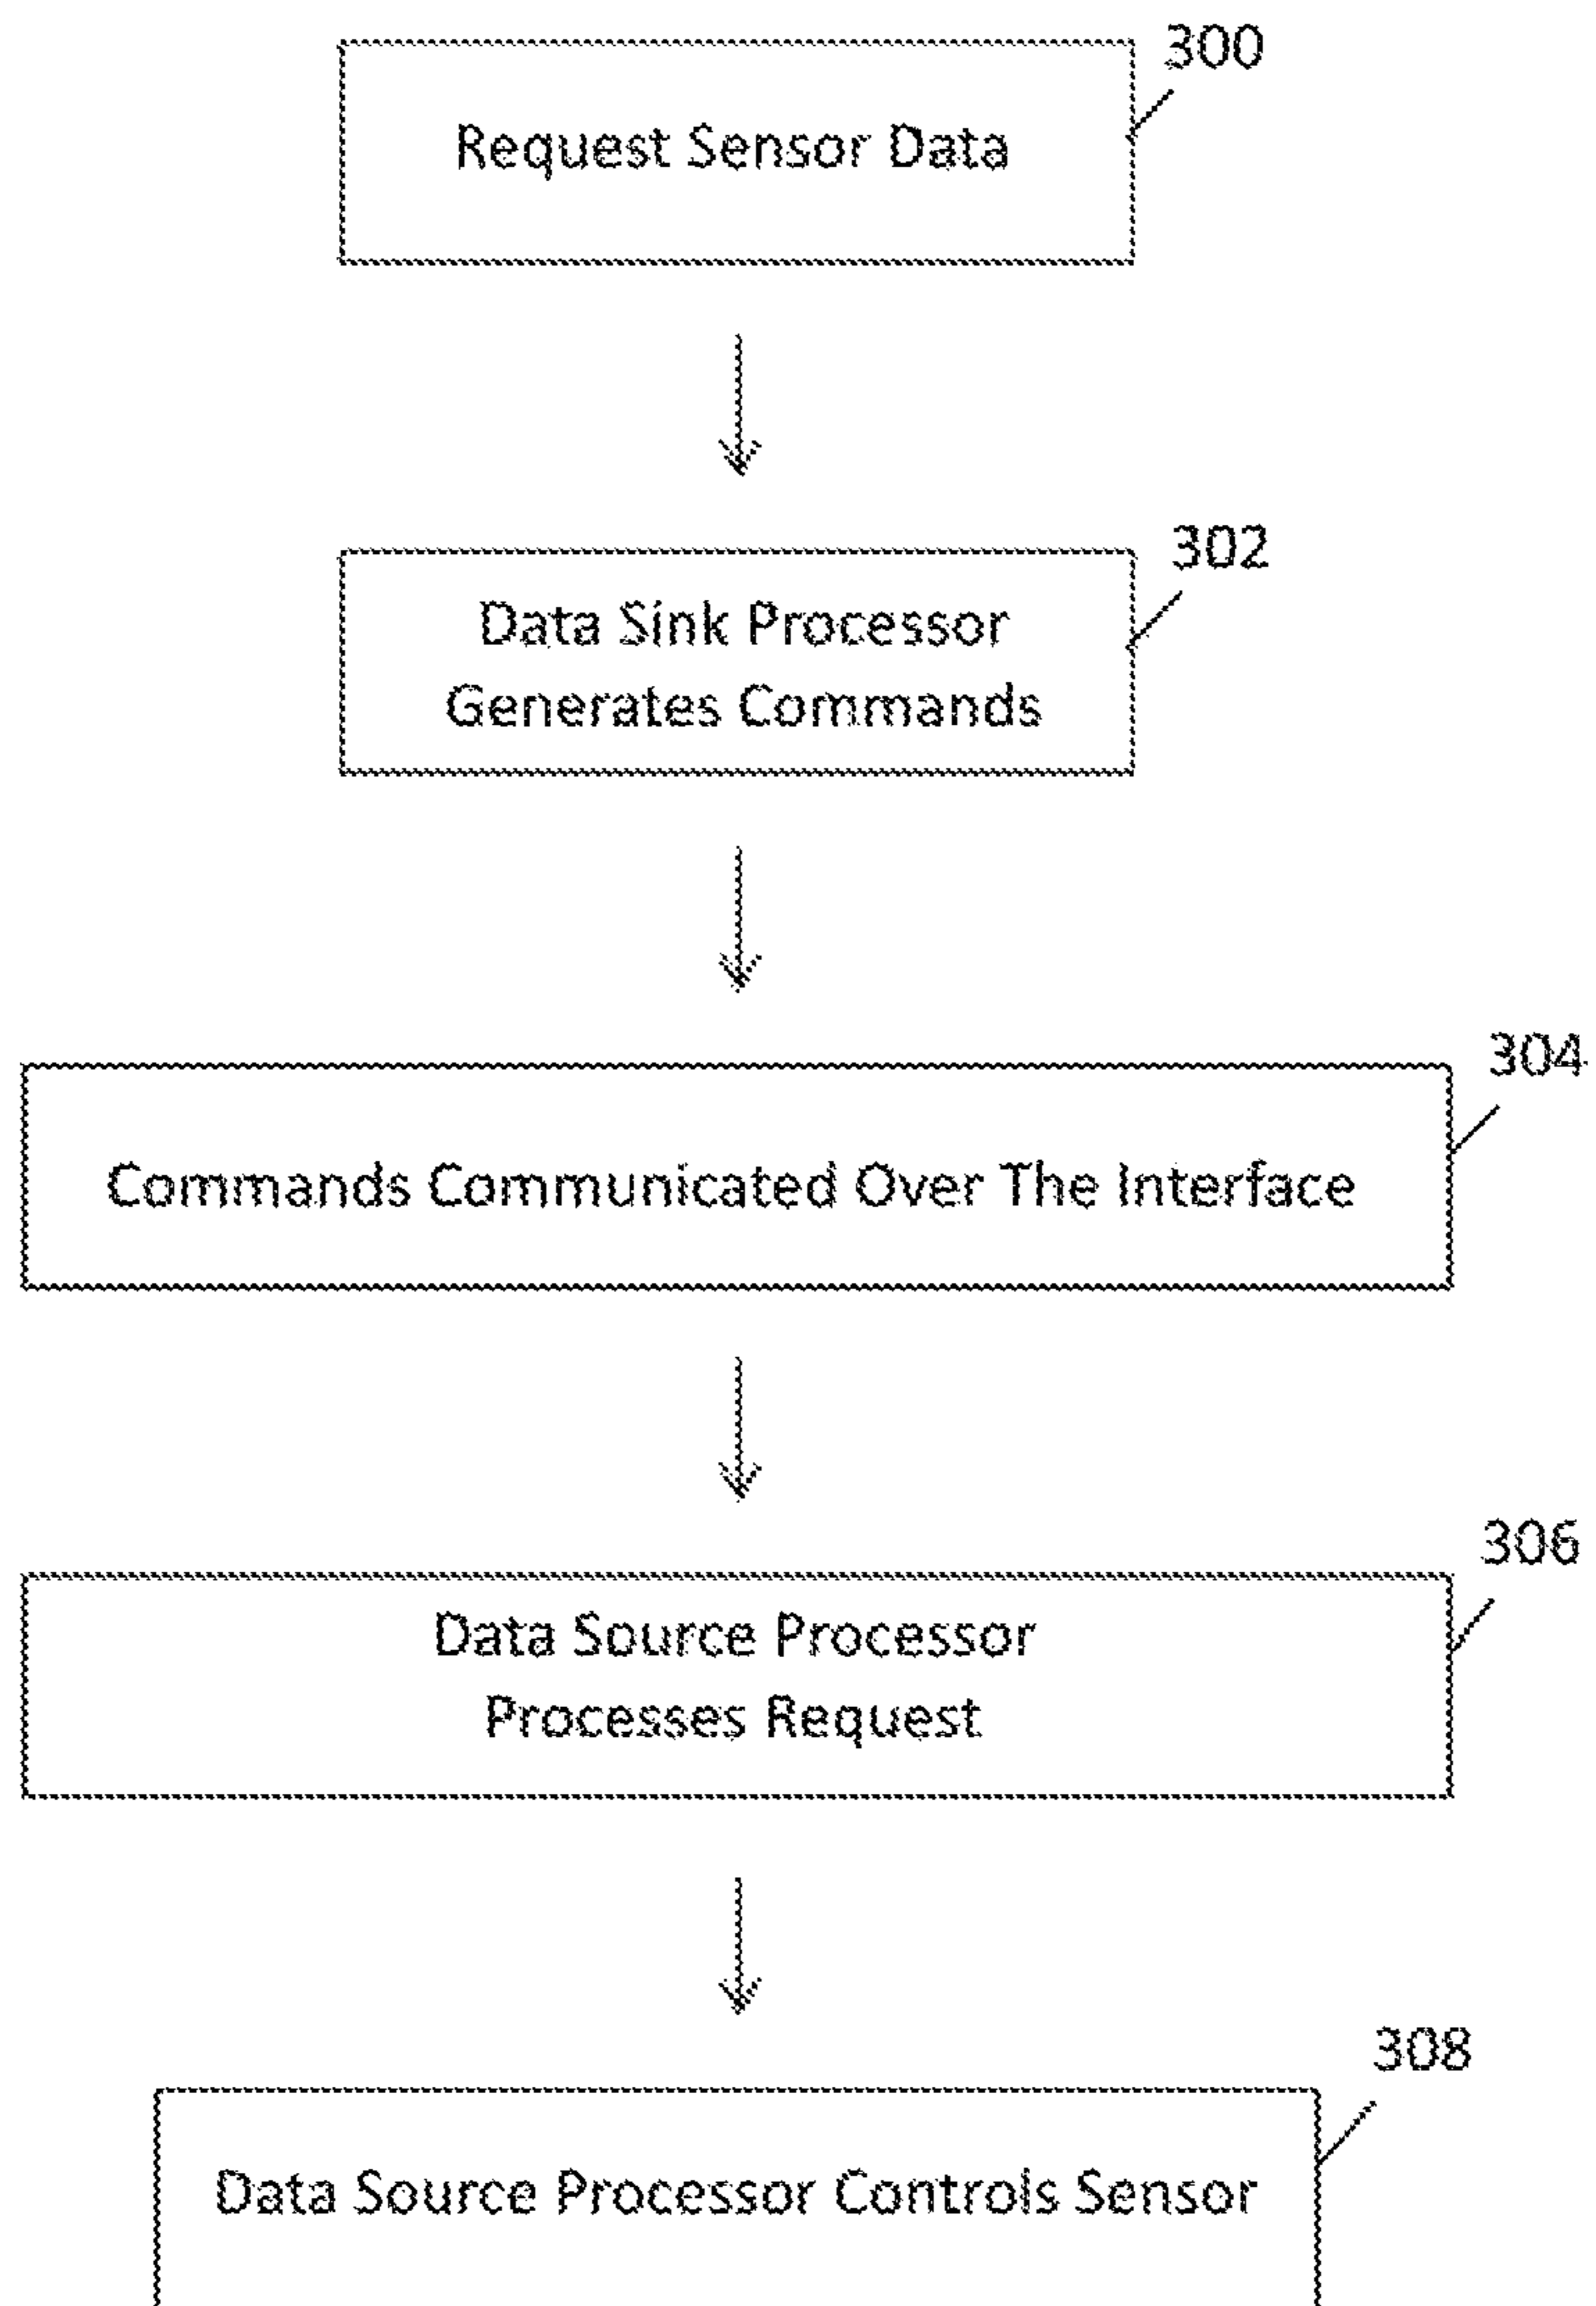 300
Request Sensor Data
302
Data Sink Processor
Generates Commands
304
Commands Communicated Over The Interface
306
Data Source Processor
Processes Request
308
Data Source Processor Controls Sensor